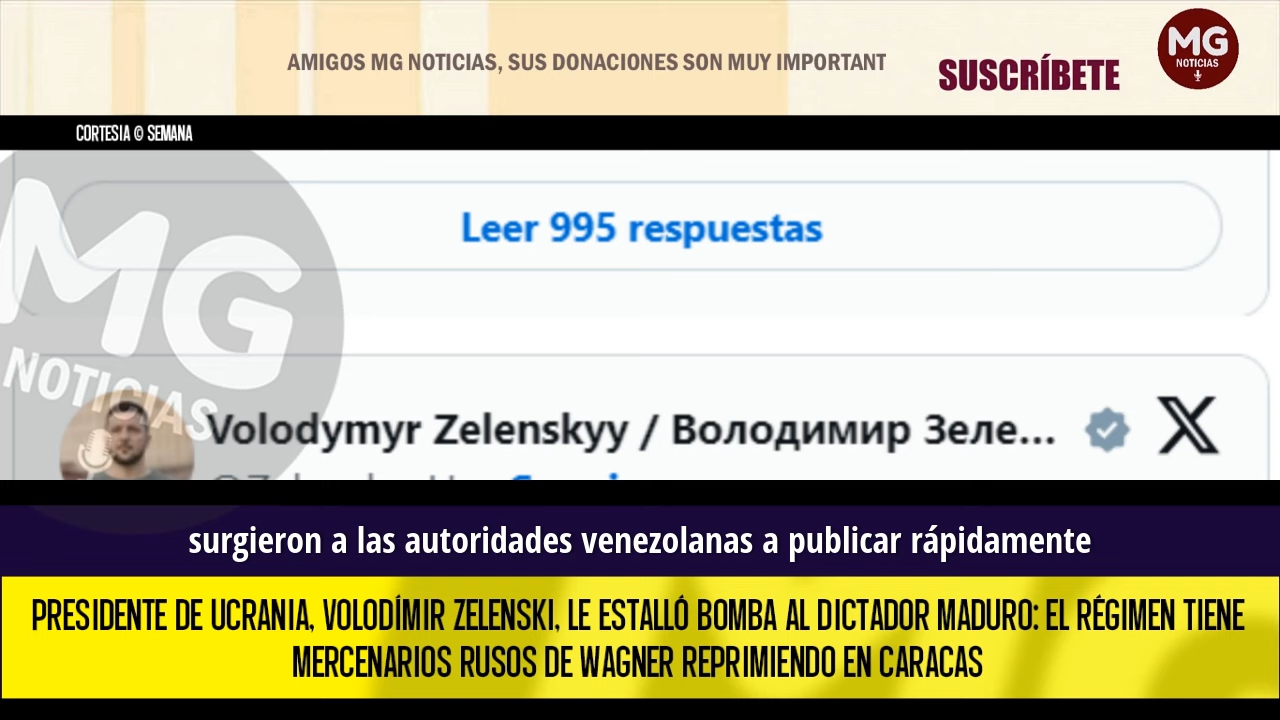 AMIGOS MG NOTICIAS, SUS DONACIONES SON MUY IMPORTANT
SUSCRÍBETE
MG
NOTICIAS
CORTESIA © SEMANA
Leer 995 respuestas
MG
NOTICIAS
Volodymyr Zelenskyy / Володимир Зеле...
surgieron a las autoridades venezolanas a publicar rápidamente
PRESIDENTE DE UCRANIA, VOLODÍMIR ZELENSKI, LE ESTALLÓ BOMBA AL DICTADOR MADURO: EL RÉGIMEN TIENE
MERCENARIOS RUSOS DE WAGNER REPRIMIENDO EN CARACAS